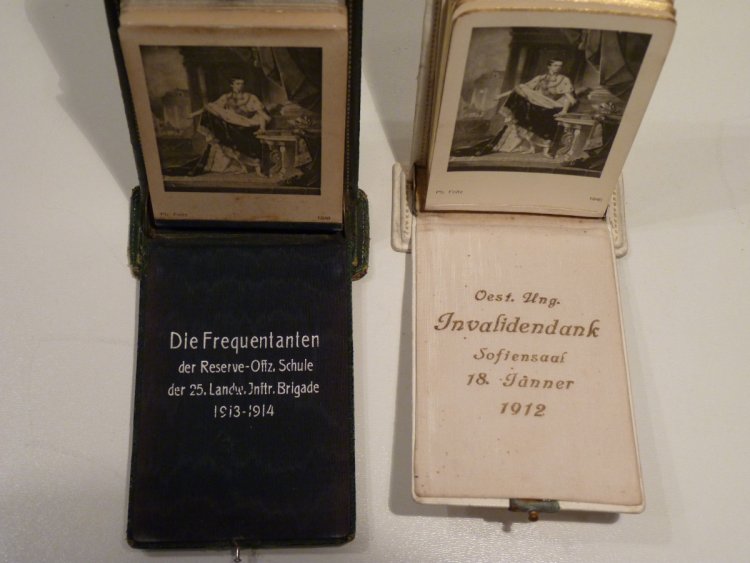 Die Frequentanten
der Reserve-Offz. Schule
der 25. Landw. Inftr. Brigade
1913-1914
Oest. Ung.
Invalidendank
Sofiensaal
18. Jänner
1912